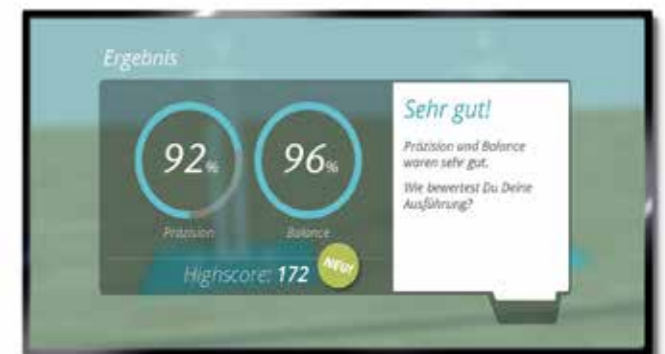 Ergebnis
92%
96%
Präzision
Balance
Highscore: 172
NEU!
Sehr gut!
Präzision und Balance
waren sehr gut.
Wie bewertest Du Deine
Ausführung?